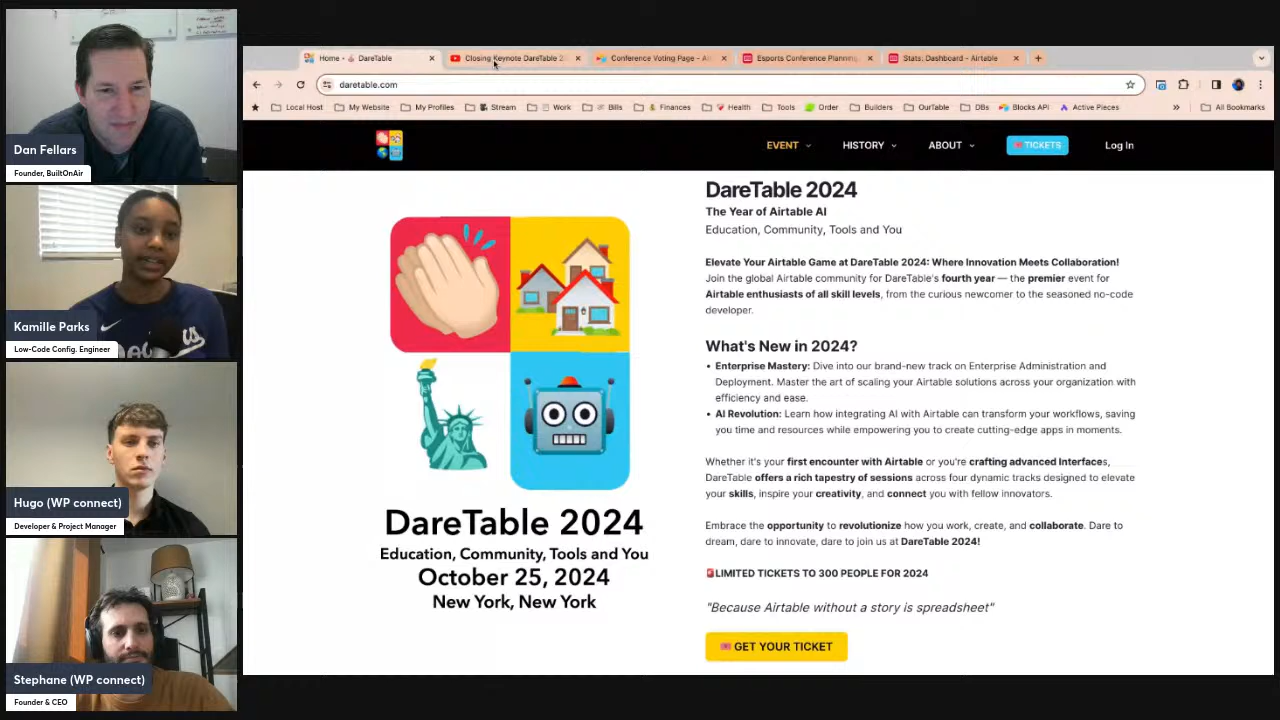 Dan Fellars
Founder, BuiltOnAir
Kamille Parks
Low-Code Config. Engineer
Hugo (WP connect)
Developer & Project Manager
Stephane (WP connect)
Founder & CEO
Home - DareTable
Closing Keynote DareTable 2
Conference Voting Page - Ai
Esports Conference Planning
Stats: Dashboard - Airtable
daretable.com
Local Host My Website My Profiles Stream Work Bills Finances Health Tools Order Builders OurTable DBs Blocks API Active Pieces » All Bookmarks
EVENT HISTORY ABOUT TICKETS Log In
DareTable 2024
Education, Community, Tools and You
October 25, 2024
New York, New York
DareTable 2024
The Year of Airtable AI
Education, Community, Tools and You
Elevate Your Airtable Game at DareTable 2024: Where Innovation Meets Collaboration!
Join the global Airtable community for DareTable's fourth year — the premier event for
Airtable enthusiasts of all skill levels, from the curious newcomer to the seasoned no-code
developer.
What's New in 2024?
• Enterprise Mastery: Dive into our brand-new track on Enterprise Administration and
Deployment. Master the art of scaling your Airtable solutions across your organization with
efficiency and ease.
• AI Revolution: Learn how integrating AI with Airtable can transform your workflows, saving
you time and resources while empowering you to create cutting-edge apps in moments.
Whether it's your first encounter with Airtable or you're crafting advanced Interfaces,
DareTable offers a rich tapestry of sessions across four dynamic tracks designed to elevate
your skills, inspire your creativity, and connect you with fellow innovators.
Embrace the opportunity to revolutionize how you work, create, and collaborate. Dare to
dream, dare to innovate, dare to join us at DareTable 2024!
LIMITED TICKETS TO 300 PEOPLE FOR 2024
"Because Airtable without a story is spreadsheet"
GET YOUR TICKET